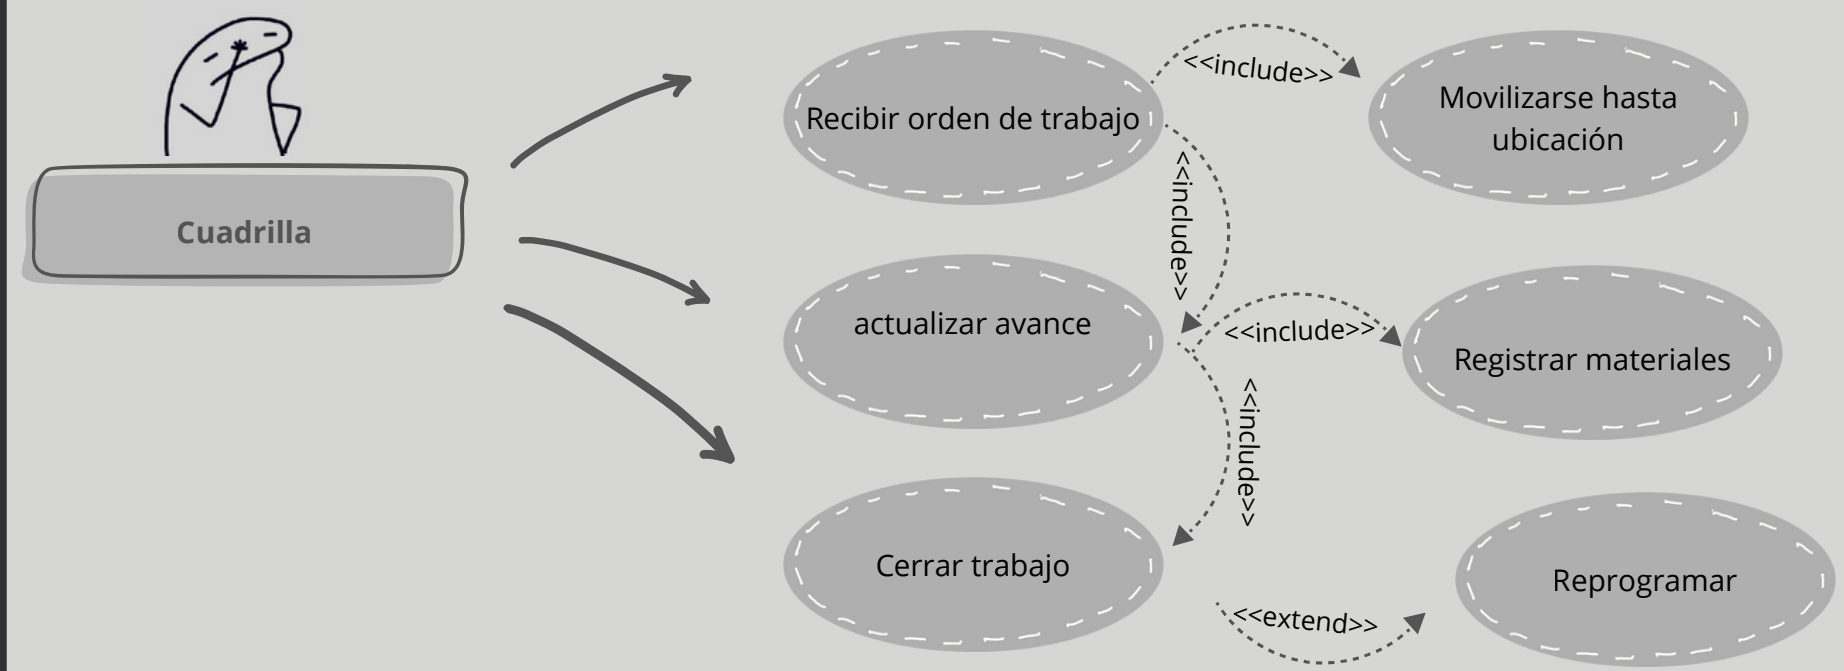 Cuadrilla
Recibir orden de trabajo
<<include>>
Movilizarse hasta
ubicación
<<include>>
actualizar avance
<<include>>
Registrar materiales
<<include>>
Cerrar trabajo
<<extend>>
Reprogramar